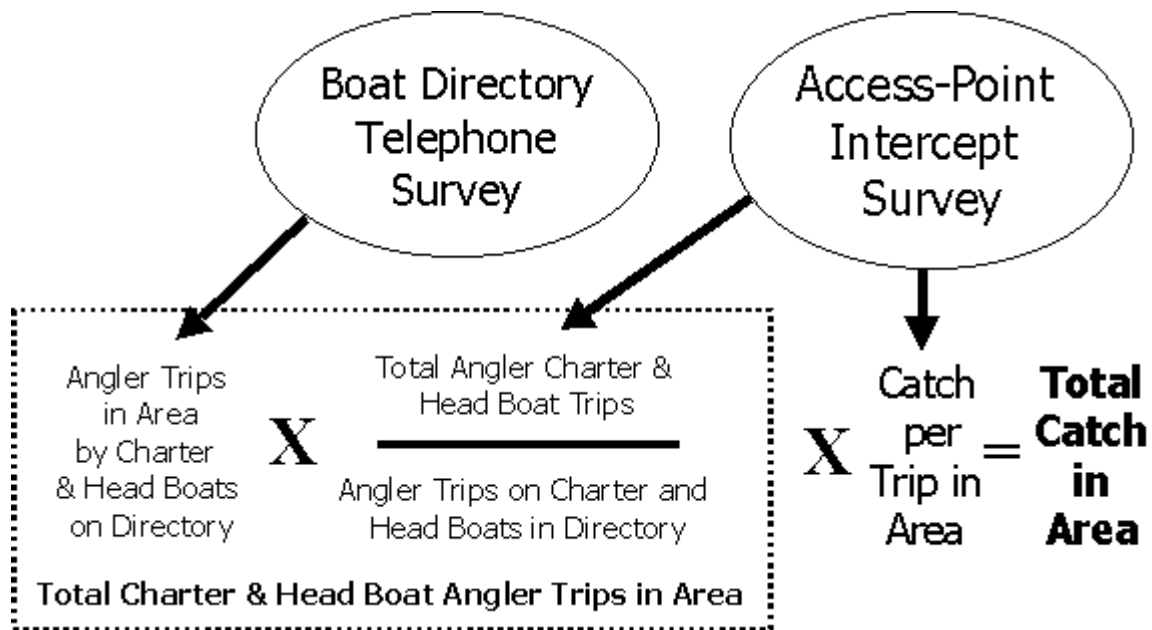 Boat Directory
Telephone
Survey
Access-Point
Intercept
Survey
Angler Trips
in Area
by Charter
& Head Boats
on Directory
X
Total Angler Charter &
Head Boat Trips
Angler Trips on Charter and
Head Boats in Directory
X
Catch
per
Trip in
Area
=
Total
Catch
in
Area
Total Charter & Head Boat Angler Trips in Area